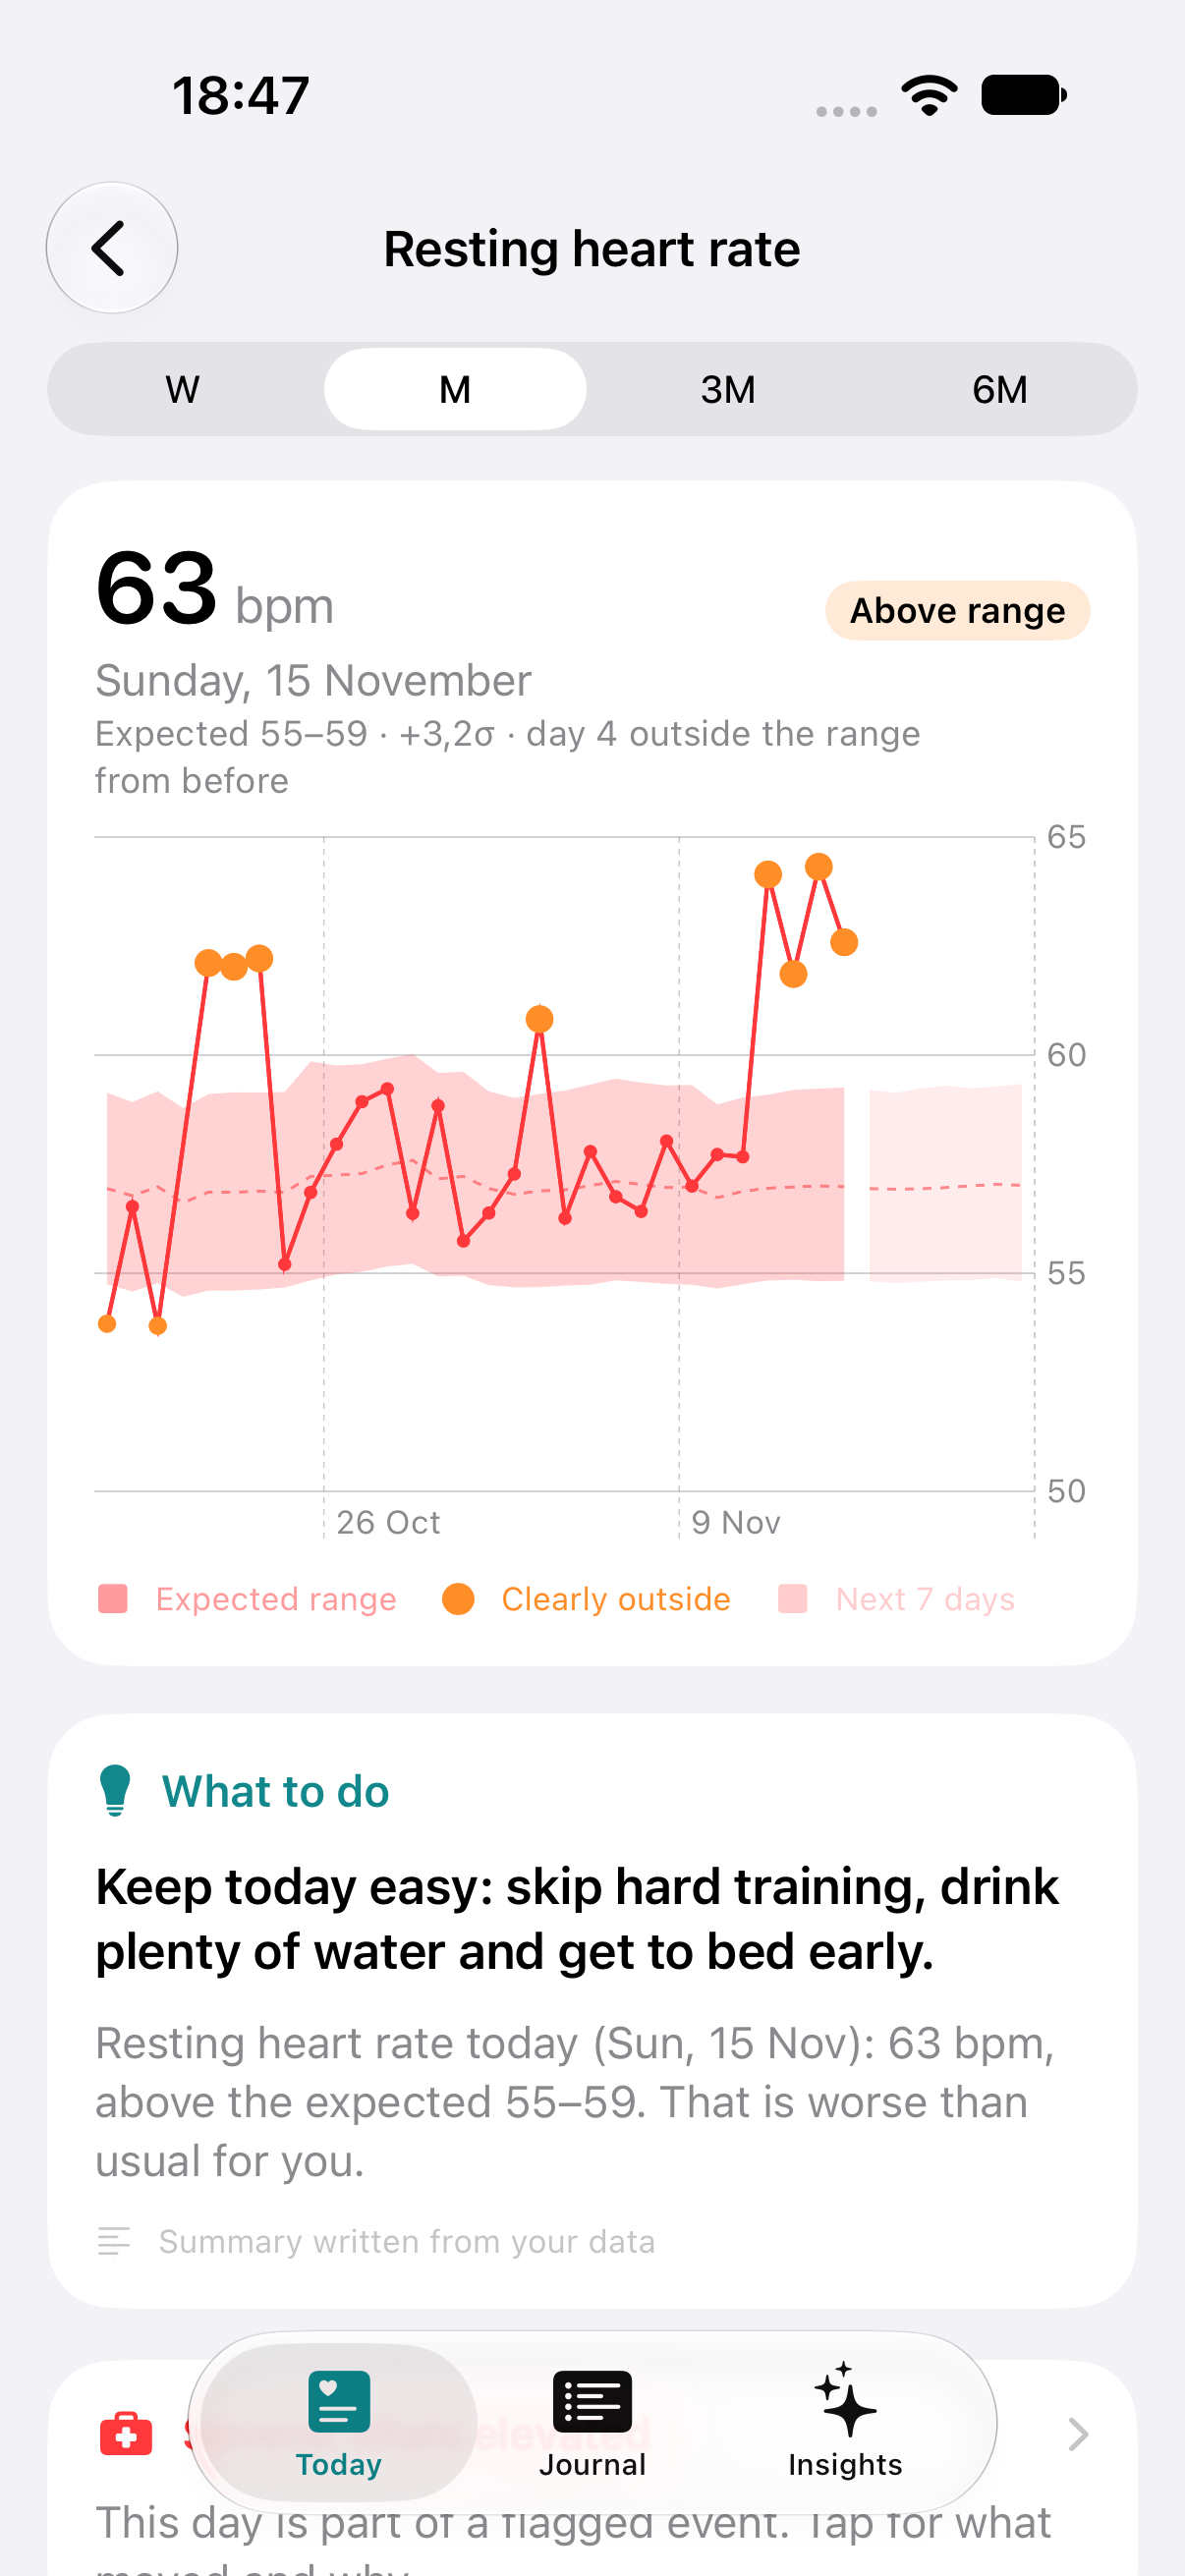 18:47
Resting heart rate
W M 3M 6M
63 bpm
Above range
Sunday, 15 November
Expected 55–59 · +3,2σ · day 4 outside the range
from before
65
60
55
50
26 Oct 9 Nov
Expected range Clearly outside Next 7 days
What to do
Keep today easy: skip hard training, drink
plenty of water and get to bed early.
Resting heart rate today (Sun, 15 Nov): 63 bpm,
above the expected 55–59. That is worse than
usual for you.
Summary written from your data
elevated
Today Journal Insights
This day is part of a flagged event. Tap for what
moved and why